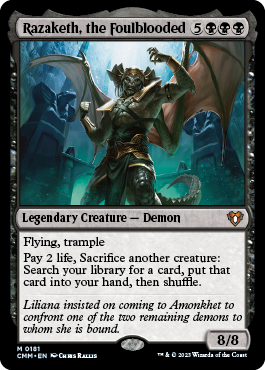 Razaketh, the Foulblooded 5
Legendary Creature — Demon
Flying, trample
Pay 2 life, Sacrifice another creature:
Search your library for a card, put that
card into your hand, then shuffle.
Liliana insisted on coming to Amonkhet to
confront one of the two remaining demons to
whom she is bound.
8/8
M 0181
CMM • EN Chris Rallis
™ & © 2023 Wizards of the Coast